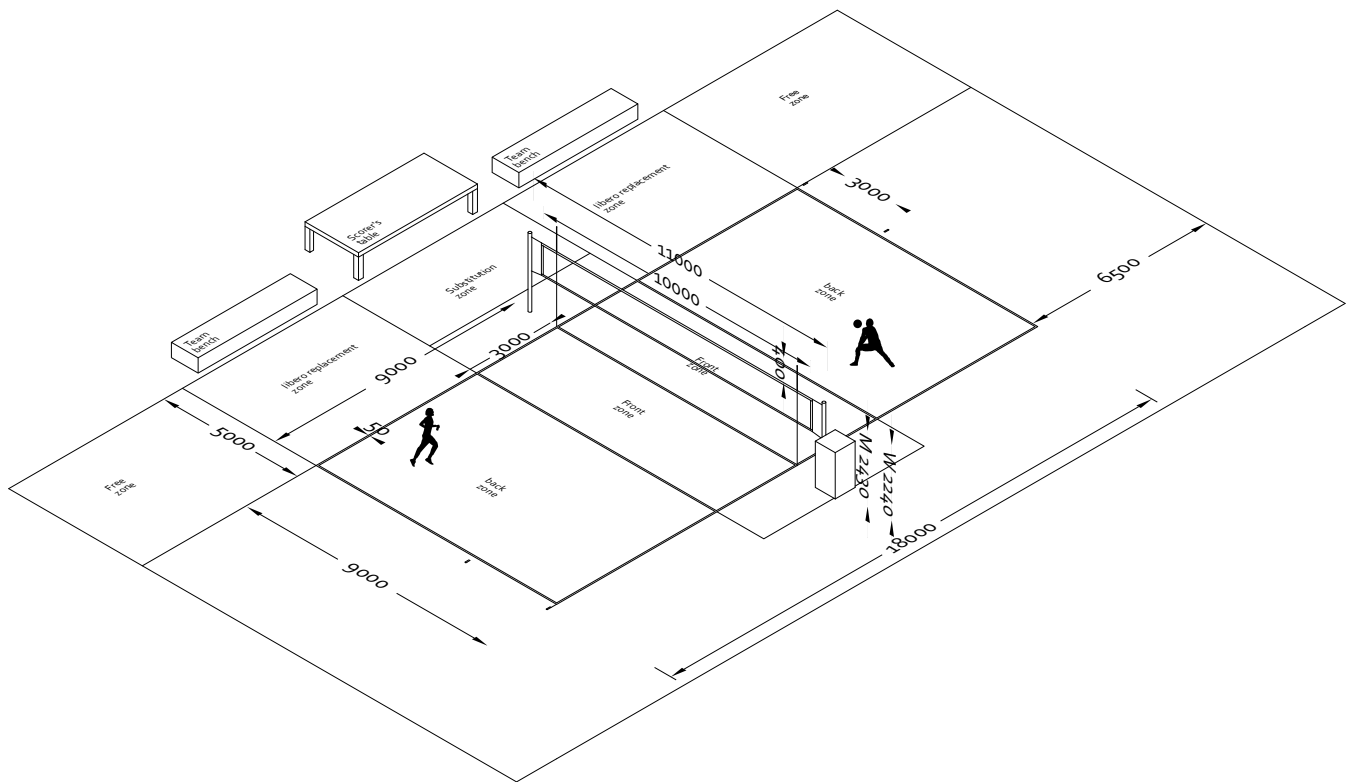 Free
zone
Team
bench
3000
libero replacement
zone
Scorer's
table
11000
6500
Substitution
zone
10000
back
zone
Team
bench
3000
400
Front
zone
libero replacement
zone
9000
Front
zone
50
5000
M 2430
W 2240
Free
zone
back
zone
18000
9000